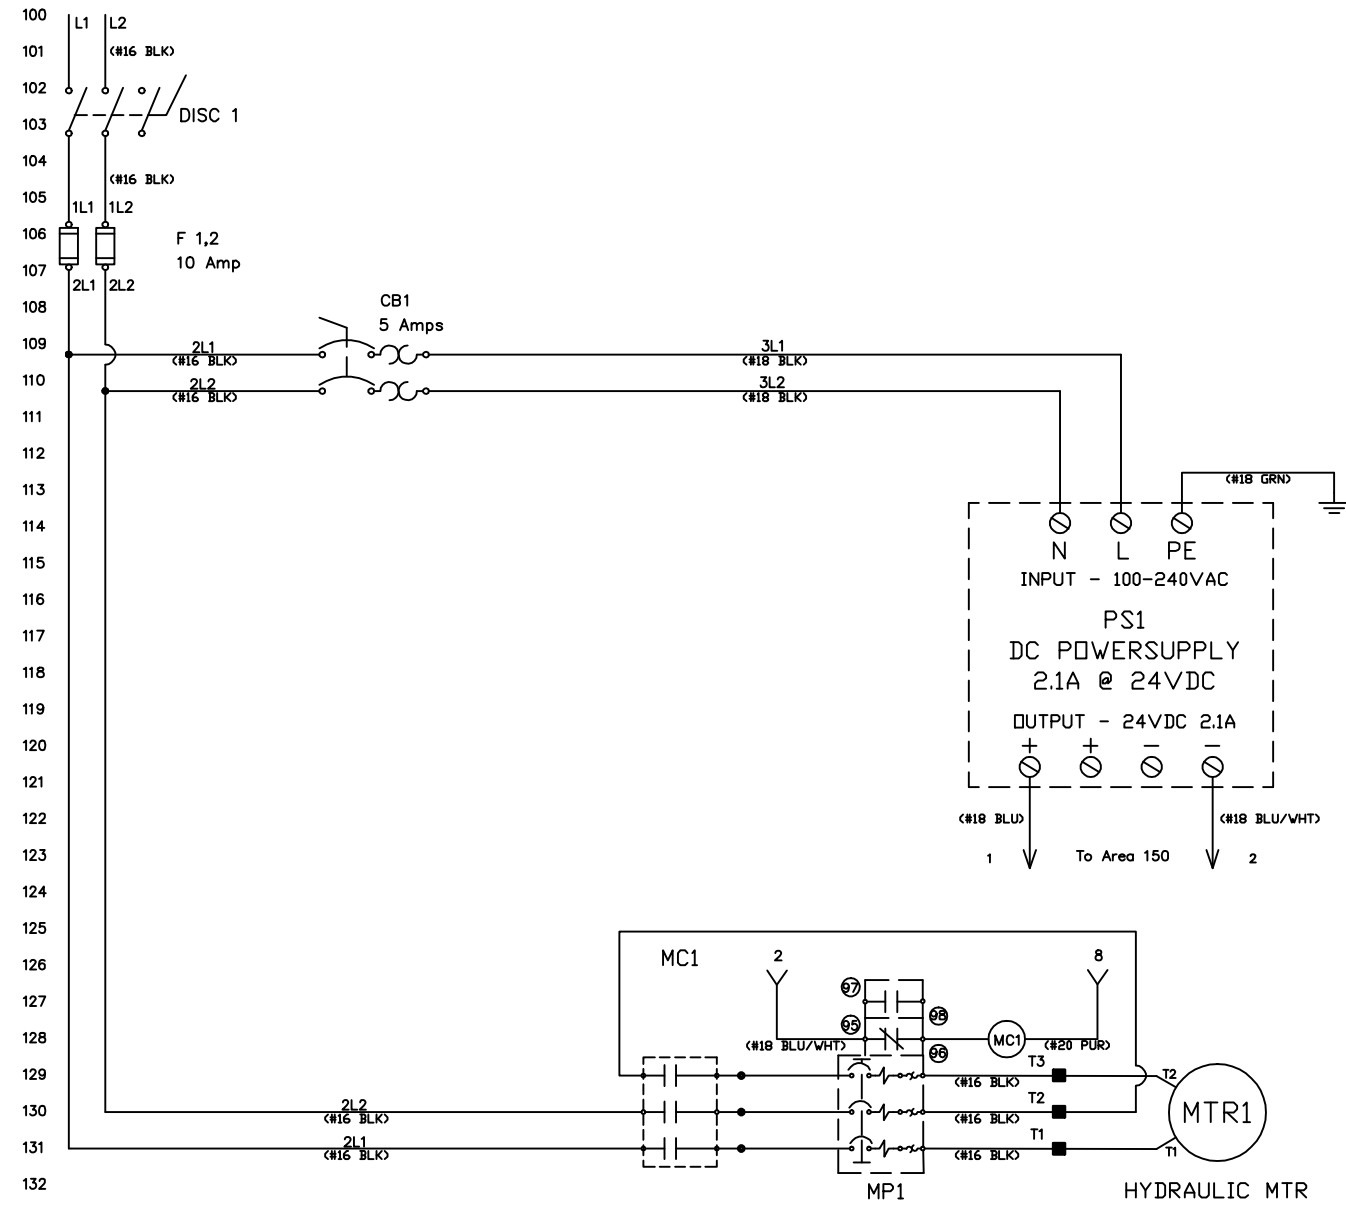 100 L1 L2
101 (#16 BLK)
102
DISC 1
103
104
(#16 BLK)
105
1L1 1L2
106 F 1,2
10 Amp
107
2L1 2L2
108 CB1
5 Amps
109 2L1 3L1
(#16 BLK) (#18 BLK)
110 2L2 3L2
(#16 BLK) (#18 BLK)
111
112
113 (#18 GRN)
114
N L PE
115 INPUT - 100-240VAC
116
117 PS1
DC POWERSUPPLY
118 2.1A @ 24VDC
119 OUTPUT - 24VDC 2.1A
120 + + - -
121
122 (#18 BLU) (#18 BLU/WHT)
123 1 To Area 150 2
124
125
126 MC1 2 8
97
127
98
95
128 MC1
(#18 BLU/WHT) (#20 PUR)
96
T3
129 T2
(#16 BLK)
T2
130 2L2 MTR1
(#16 BLK) (#16 BLK)
T1
131 2L1 T1
(#16 BLK) (#16 BLK)
132 MP1 HYDRAULIC MTR